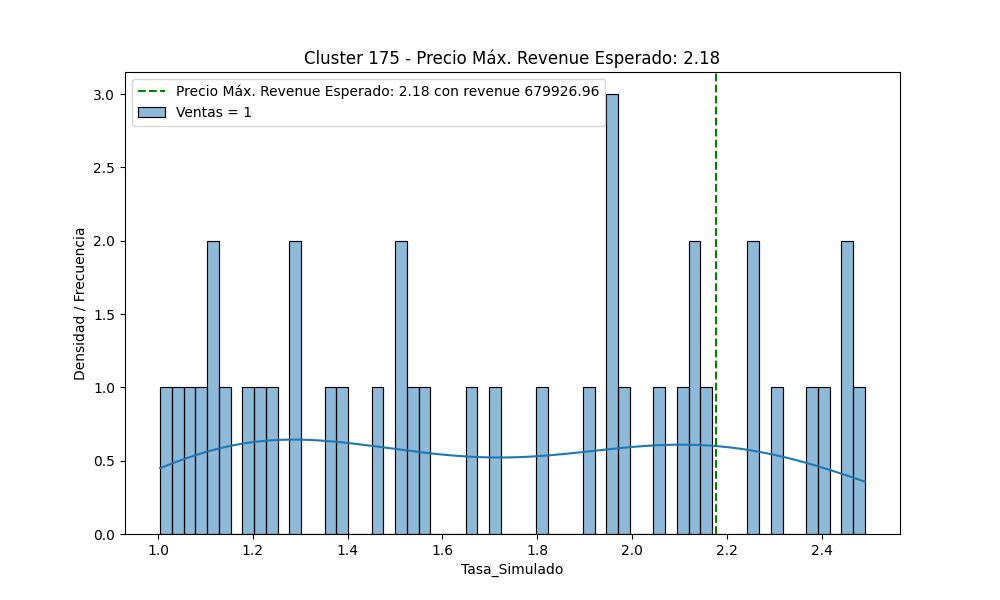 Cluster 175 - Precio Máx. Revenue Esperado: 2.18
Precio Máx. Revenue Esperado: 2.18 con revenue 679926.96
Ventas = 1
Densidad / Frecuencia
3.0
2.5
2.0
1.5
1.0
0.5
0.0
1.0 1.2 1.4 1.6 1.8 2.0 2.2 2.4
Tasa_Simulado